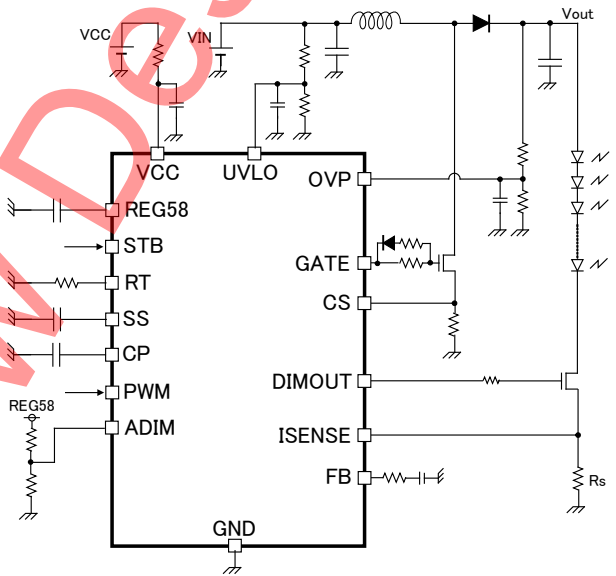 Vout
VCC
VIN
VCC
UVLO
OVP
REG58
STB
GATE
RT
CS
SS
CP
DIMOUT
PWM
REG58
ADIM
ISENSE
FB
Rs
GND